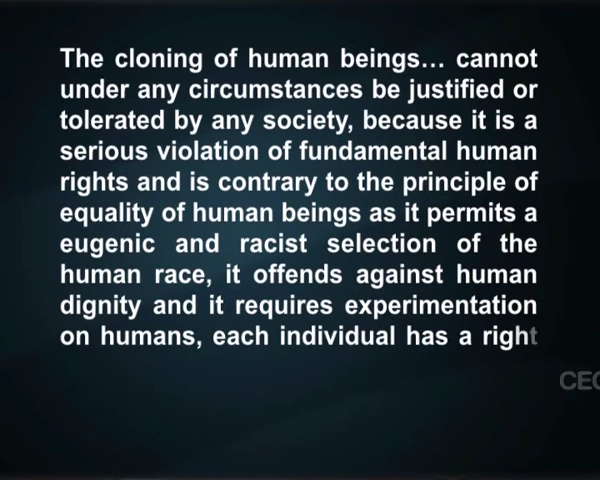 The cloning of human beings… cannot
under any circumstances be justified or
tolerated by any society, because it is a
serious violation of fundamental human
rights and is contrary to the principle of
equality of human beings as it permits a
eugenic and racist selection of the
human race, it offends against human
dignity and it requires experimentation
on humans, each individual has a right